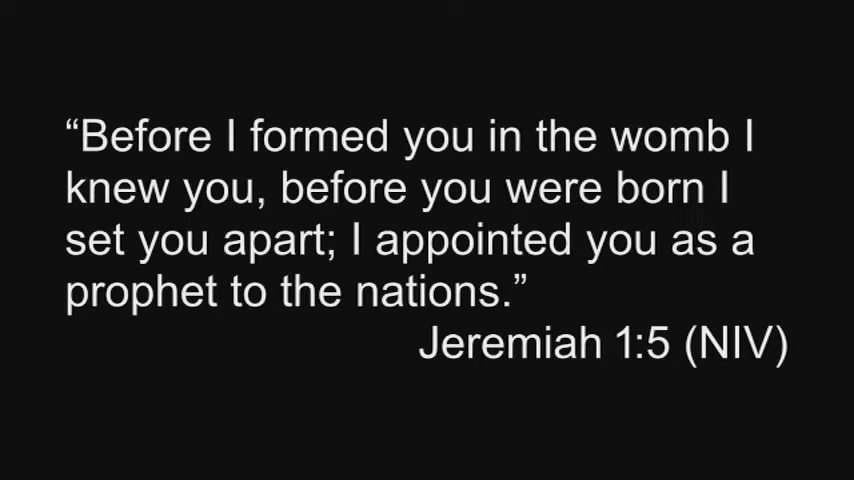 “Before I formed you in the womb I
knew you, before you were born I
set you apart; I appointed you as a
prophet to the nations.”
Jeremiah 1:5 (NIV)